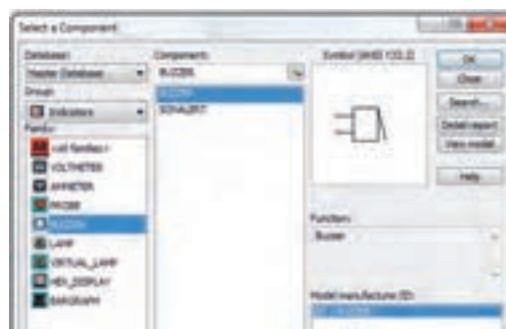 Select a Component
Database:
Master Database
Group:
Indicators
Family:
<All families>
VOLTMETER
AMMETER
PROBE
BUZZER
LAMP
VIRTUAL_LAMP
HEX_DISPLAY
BARGRAPH
Component:
BUZZER
BUZZER
SONALERT
Symbol (ANSI Y32.2)
Function:
Buzzer
Model manufacturer/ID:
OK
Close
Search...
Detail report
View model
Help